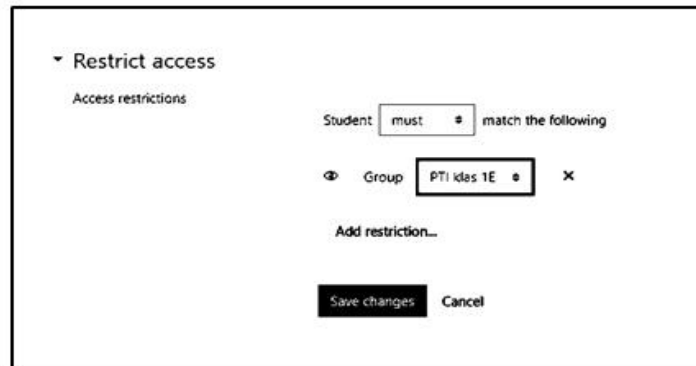 Restrict access
Access restrictions
Student must match the following
Group PTI klas 1E
Add restriction...
Save changes Cancel